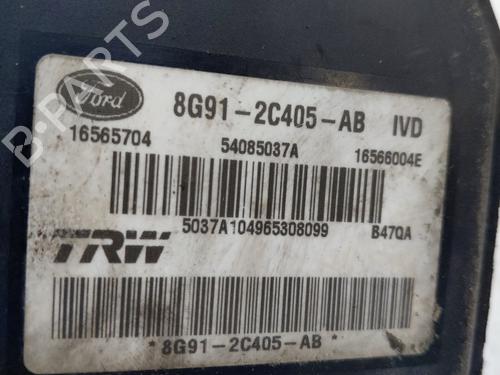 Ford
8G91-2C405-AB IVD
16565704 54085037A 16566004E
5037A104965308099 B47QA
TRW
*8G91-2C405-AB*
B-Parts